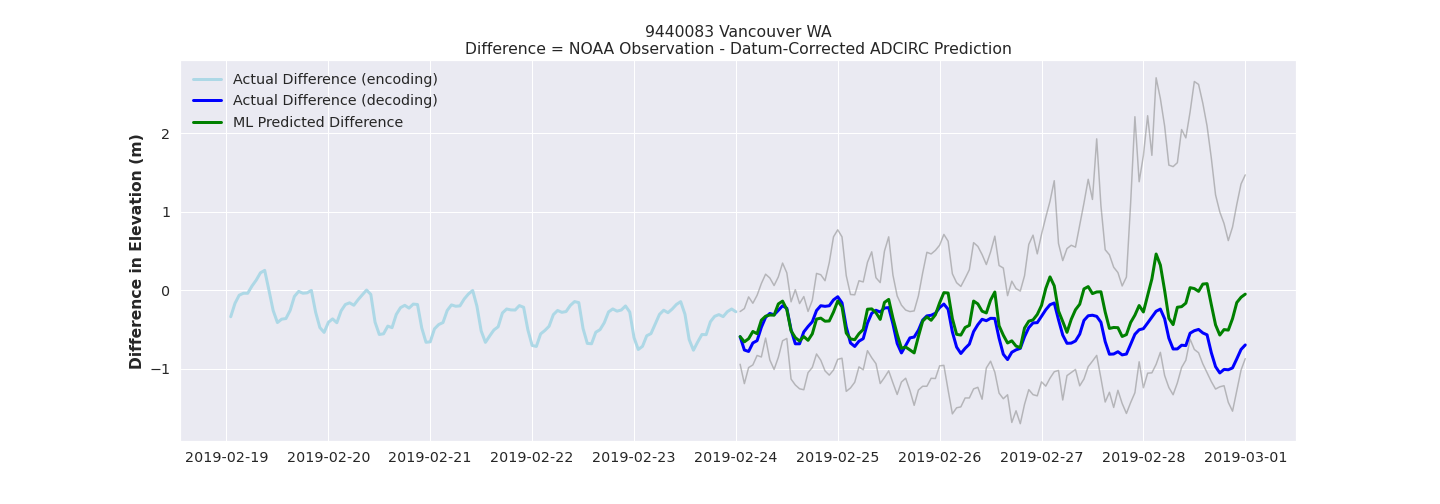 9440083 Vancouver WA
Difference = NOAA Observation - Datum-Corrected ADCIRC Prediction
Actual Difference (encoding)
Actual Difference (decoding)
ML Predicted Difference
Difference in Elevation (m)
2
1
0
−1
2019-02-19 2019-02-20 2019-02-21 2019-02-22 2019-02-23 2019-02-24 2019-02-25 2019-02-26 2019-02-27 2019-02-28 2019-03-01